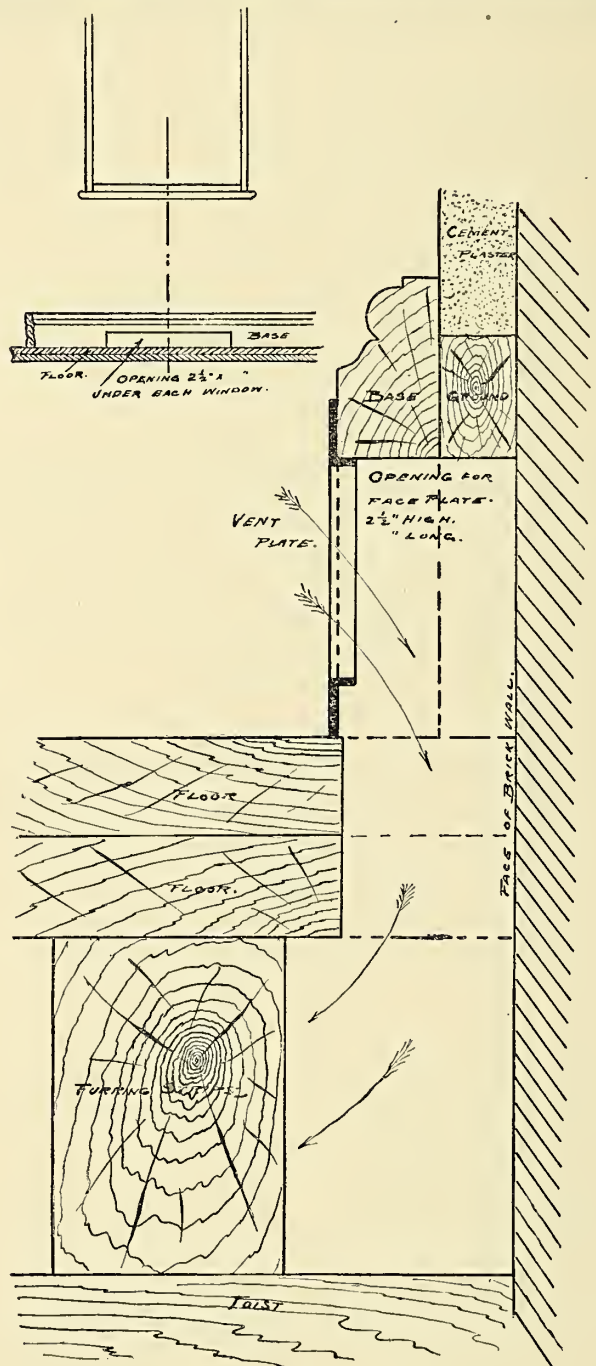 CEMENT
PLASTER
BASE
FLOOR. OPENING 2½" x "
UNDER EACH WINDOW.
BASE
GROUND
OPENING FOR
FACE PLATE.
2½" HIGH.
" LONG.
VENT
PLATE.
FACE OF BRICK WALL.
FLOOR
FLOOR.
FURRING
JOIST